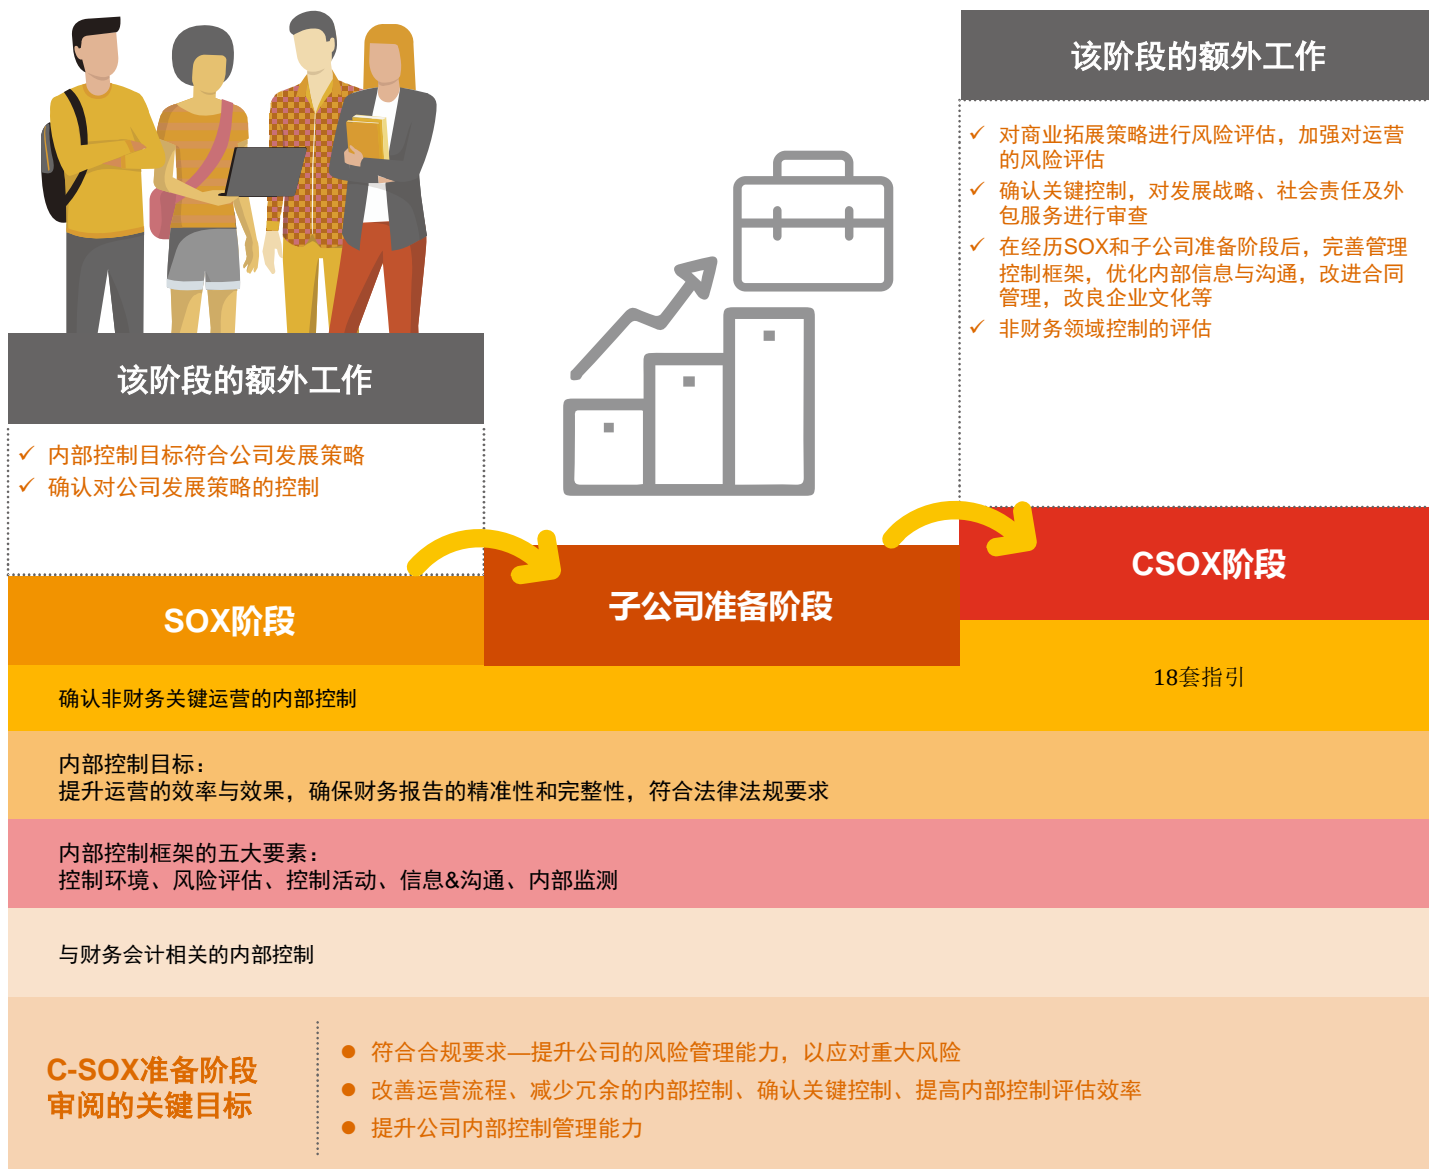 该阶段的额外工作
对商业拓展策略进行风险评估，加强对运营
的风险评估
确认关键控制，对发展战略、社会责任及外
包服务进行审查
在经历SOX和子公司准备阶段后，完善管理
控制框架，优化内部信息与沟通，改进合同
管理，改良企业文化等
非财务领域控制的评估
该阶段的额外工作
内部控制目标符合公司发展策略
确认对公司发展策略的控制
SOX阶段
子公司准备阶段
CSOX阶段
确认非财务关键运营的内部控制
18套指引
内部控制目标：
提升运营的效率与效果，确保财务报告的精准性和完整性，符合法律法规要求
内部控制框架的五大要素：
控制环境、风险评估、控制活动、信息&沟通、内部监测
与财务会计相关的内部控制
C-SOX准备阶段
审阅的关键目标
符合合规要求—提升公司的风险管理能力，以应对重大风险
改善运营流程、减少冗余的内部控制、确认关键控制、提高内部控制评估效率
提升公司内部控制管理能力